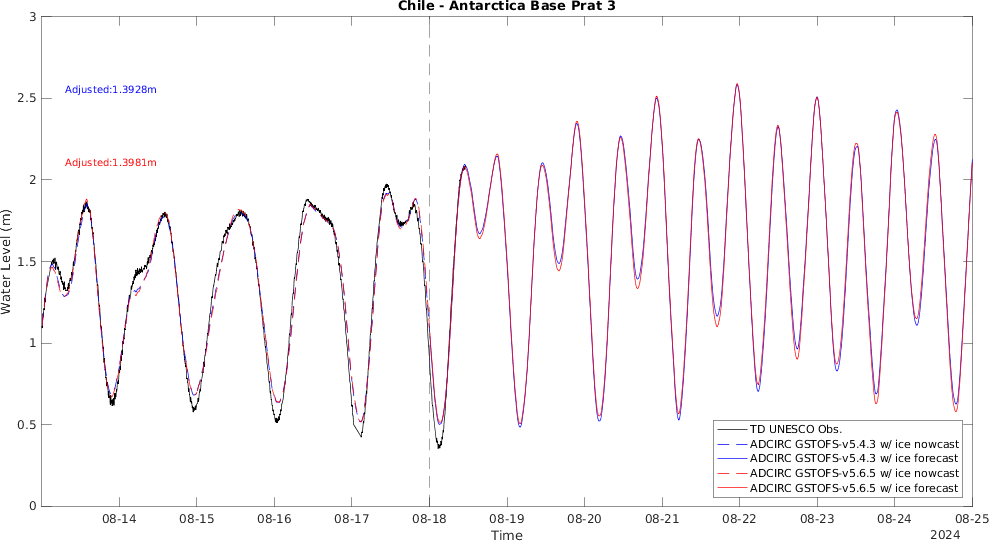 Chile - Antarctica Base Prat 3
3
2.5
2
1.5
1
0.5
0
Water Level (m)
Adjusted:1.3928m
Adjusted:1.3981m
TD UNESCO Obs.
ADCIRC GSTOFS-v5.4.3 w/ ice nowcast
ADCIRC GSTOFS-v5.4.3 w/ ice forecast
ADCIRC GSTOFS-v5.6.5 w/ ice nowcast
ADCIRC GSTOFS-v5.6.5 w/ ice forecast
08-14 08-15 08-16 08-17 08-18 08-19 08-20 08-21 08-22 08-23 08-24 08-25
Time
2024